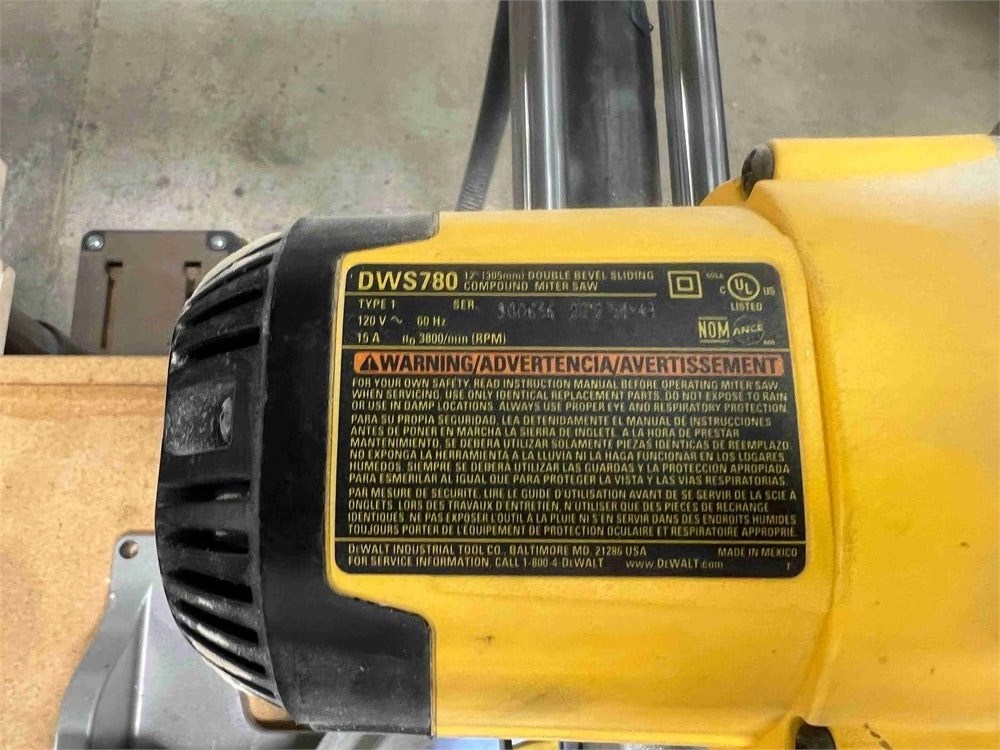 DWS780 12" (305mm) DOUBLE BEVEL SLIDING
COMPOUND MITER SAW
TYPE 1 SER.
120 V ~ 60 Hz
15 A n₀ 3800/min (RPM)
C UL US
LISTED
NOM ANCE
⚠WARNING/ADVERTENCIA/AVERTISSEMENT
FOR YOUR OWN SAFETY, READ INSTRUCTION MANUAL BEFORE OPERATING MITER SAW.
WHEN SERVICING, USE ONLY IDENTICAL REPLACEMENT PARTS. DO NOT EXPOSE TO RAIN
OR USE IN DAMP LOCATIONS. ALWAYS USE PROPER EYE AND RESPIRATORY PROTECTION.
PARA SU PROPIA SEGURIDAD, LEA DETENIDAMENTE EL MANUAL DE INSTRUCCIONES
ANTES DE PONER EN MARCHA LA SIERRA DE INGLETE. A LA HORA DE PRESTAR
MANTENIMIENTO, SE DEBERA UTILIZAR SOLAMENTE PIEZAS IDENTICAS DE REEMPLAZO.
NO EXPONGA LA HERRAMIENTA A LA LLUVIA NI LA HAGA FUNCIONAR EN LOS LOGARES
HUMEDOS. SIEMPRE SE DEBERA UTILIZAR LAS GUARDAS Y LA PROTECCION APROPIADA
PARA ESMERILAR AL IGUAL QUE PARA PROTEGER LA VISTA Y LAS VIAS RESPIRATORIAS.
PAR MESURE DE SECURITE, LIRE LE GUIDE D'UTILISATION AVANT DE SE SERVIR DE LA SCIE A
ONGLETS. LORS DES TRAVAUX D'ENTRETIEN, N UTILISER QUE DES PIECES DE RECHANGE
IDENTIQUES. NE PAS EXPOSER L'OUTIL A LA PLUIE NI S EN SERVIR DANS DES ENDROITS HUMIDES
TOUJOURS PORTER DE L'EQUIPEMENT DE PROTECTION OCULAIRE ET RESPIRATOIRE APPROPRIE.
DEWALT INDUSTRIAL TOOL CO., BALTIMORE MD, 21286 USA MADE IN MEXICO
FOR SERVICE INFORMATION, CALL 1-800-4-DEWALT www.DEWALT.com